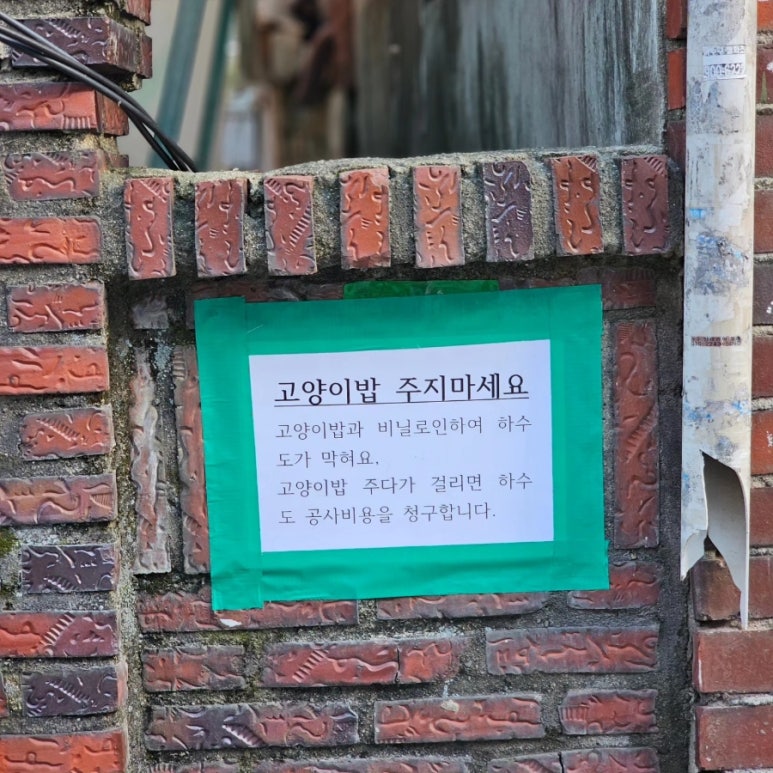 고양이밥 주지마세요
고양이밥과 비닐로인하여 하수
도가 막혀요.
고양이밥 주다가 걸리면 하수
도 공사비용을 청구합니다.